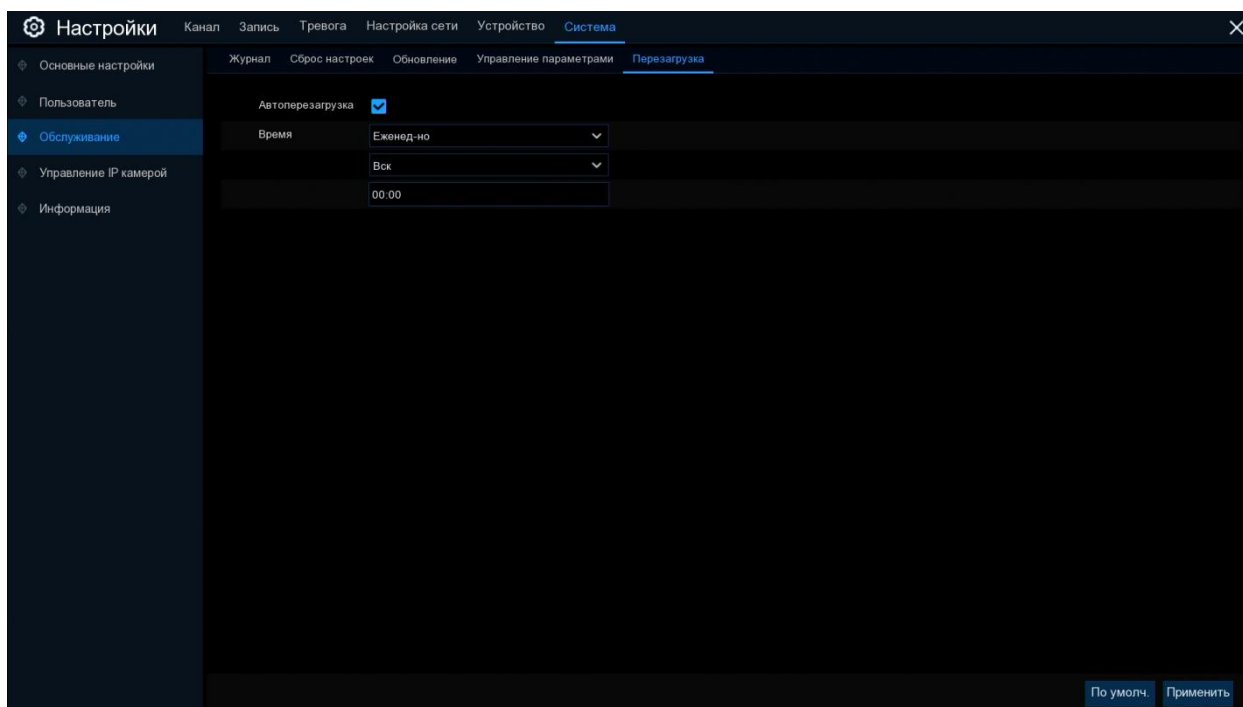 Настройки Канал Запись Тревога Настройка сети Устройство Система
Журнал Сброс настроек Обновление Управление параметрами Перезагрузка
Основные настройки
Пользователь
Обслуживание
Управление IP камерой
Информация
Автоперезагрузка
Время Еженед-но
Вск
00:00
По умолч. Применить